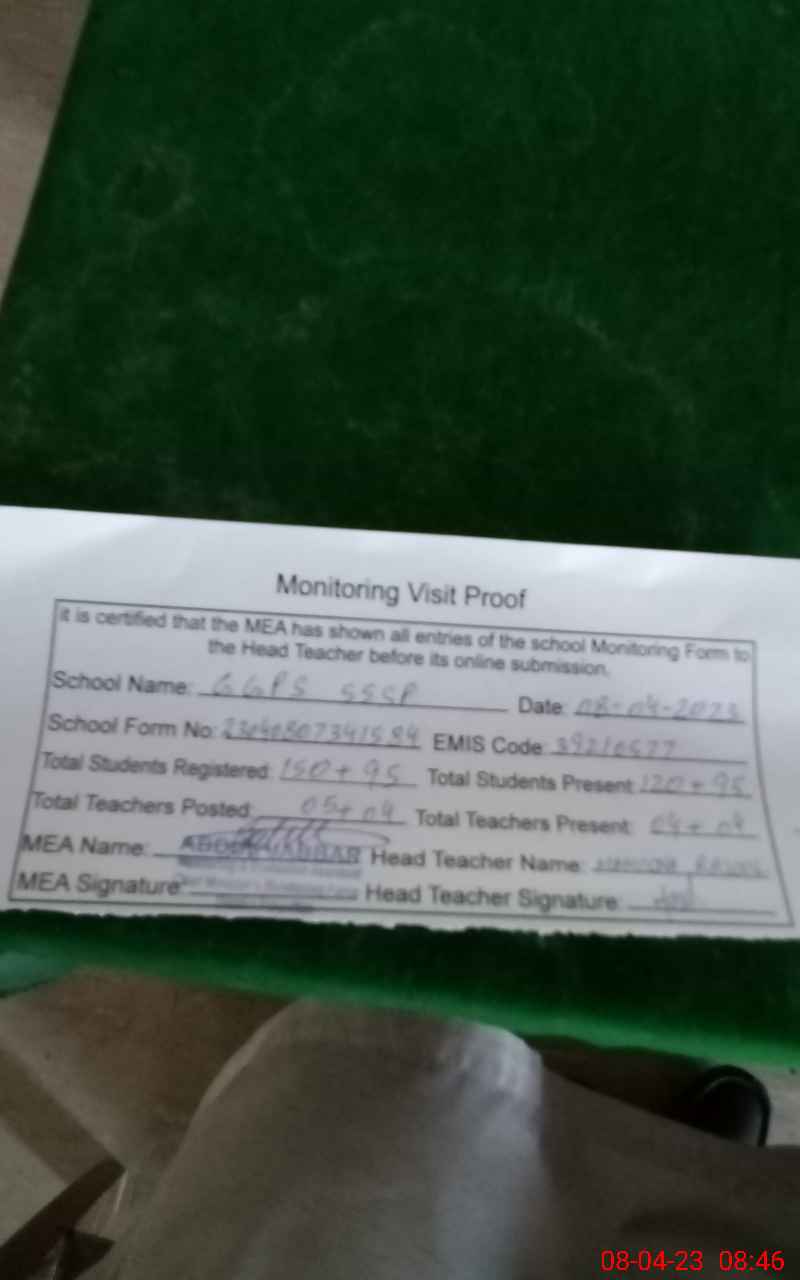 Monitoring Visit Proof
it is certified that the MEA has shown all entries of the school Monitoring Form to
the Head Teacher before its online submission.
School Name: GGPS SSSP Date: 08-04-2023
School Form No: EMIS Code:
Total Students Registered: 150+95 Total Students Present: 120+95
Total Teachers Posted: 05+04 Total Teachers Present: 04+04
MEA Name: ABDUL JABBAR Head Teacher Name:
MEA Signature: Head Teacher Signature:
08-04-23 08:46